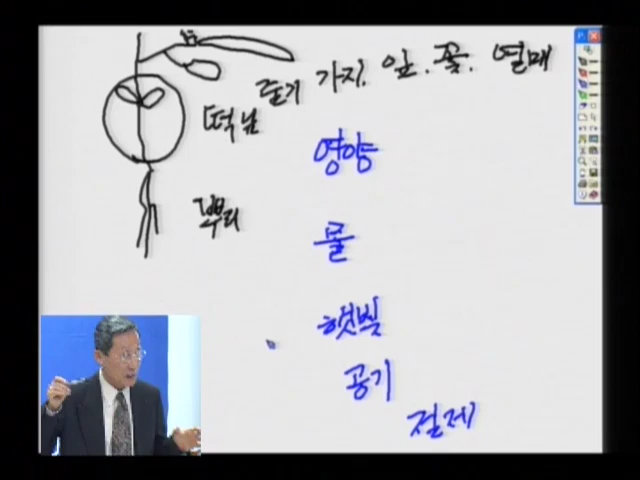 줄기 가지. 잎. 꽃. 열매
떡닢
영양
뿌리
물
햇빛
공기
절제